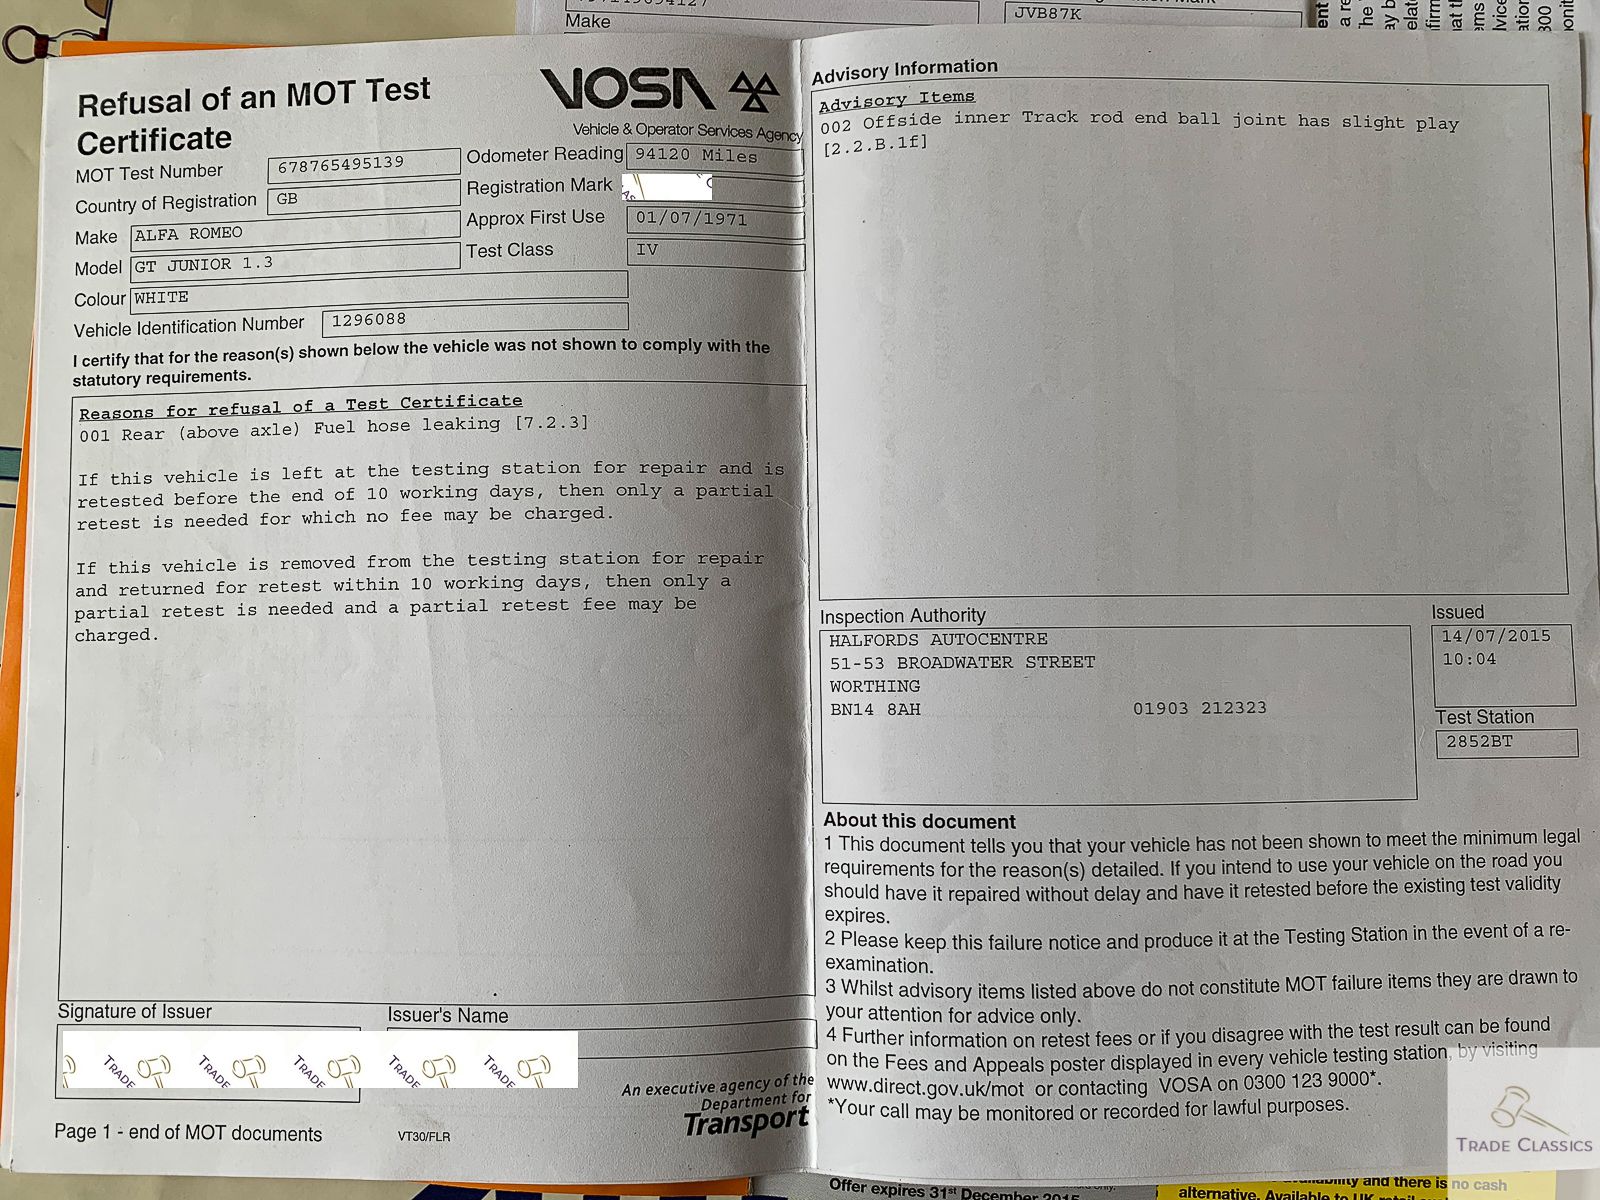 Make
JVB87K
Refusal of an MOT Test
Certificate
VOSA
Vehicle & Operator Services Agency
MOT Test Number 678765495139
Odometer Reading 94120 Miles
Country of Registration GB
Registration Mark
Make ALFA ROMEO
Approx First Use 01/07/1971
Model GT JUNIOR 1.3
Test Class IV
Colour WHITE
Vehicle Identification Number 1296088
I certify that for the reason(s) shown below the vehicle was not shown to comply with the
statutory requirements.
Reasons for refusal of a Test Certificate
001 Rear (above axle) Fuel hose leaking [7.2.3]
If this vehicle is left at the testing station for repair and is
retested before the end of 10 working days, then only a partial
retest is needed for which no fee may be charged.
If this vehicle is removed from the testing station for repair
and returned for retest within 10 working days, then only a
partial retest is needed and a partial retest fee may be
charged.
Signature of Issuer
Issuer's Name
TRADE TRADE TRADE TRADE TRADE
An executive agency of the
Department for
Transport
Page 1 - end of MOT documents
VT30/FLR
Advisory Information
Advisory Items
002 Offside inner Track rod end ball joint has slight play
[2.2.B.1f]
Inspection Authority
HALFORDS AUTOCENTRE
51-53 BROADWATER STREET
WORTHING
BN14 8AH 01903 212323
Issued
14/07/2015
10:04
Test Station
2852BT
About this document
1 This document tells you that your vehicle has not been shown to meet the minimum legal
requirements for the reason(s) detailed. If you intend to use your vehicle on the road you
should have it repaired without delay and have it retested before the existing test validity
expires.
2 Please keep this failure notice and produce it at the Testing Station in the event of a re-
examination.
3 Whilst advisory items listed above do not constitute MOT failure items they are drawn to
your attention for advice only.
4 Further information on retest fees or if you disagree with the test result can be found
on the Fees and Appeals poster displayed in every vehicle testing station, by visiting
www.direct.gov.uk/mot or contacting VOSA on 0300 123 9000*.
*Your call may be monitored or recorded for lawful purposes.
TRADE CLASSICS
Offer expires 31st December 2015
and there is no cash
alternative. Available to UK